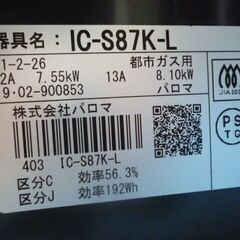 器具名：IC-S87K-L
1-2-26 都市ガス用
2A 7.55kW 13A 8.10kW
9・02-900853 パロマ
株式会社パロマ
403 IC-S87K-L
区分C 効率56.3%
区分J 効率192Wh
PS
TG